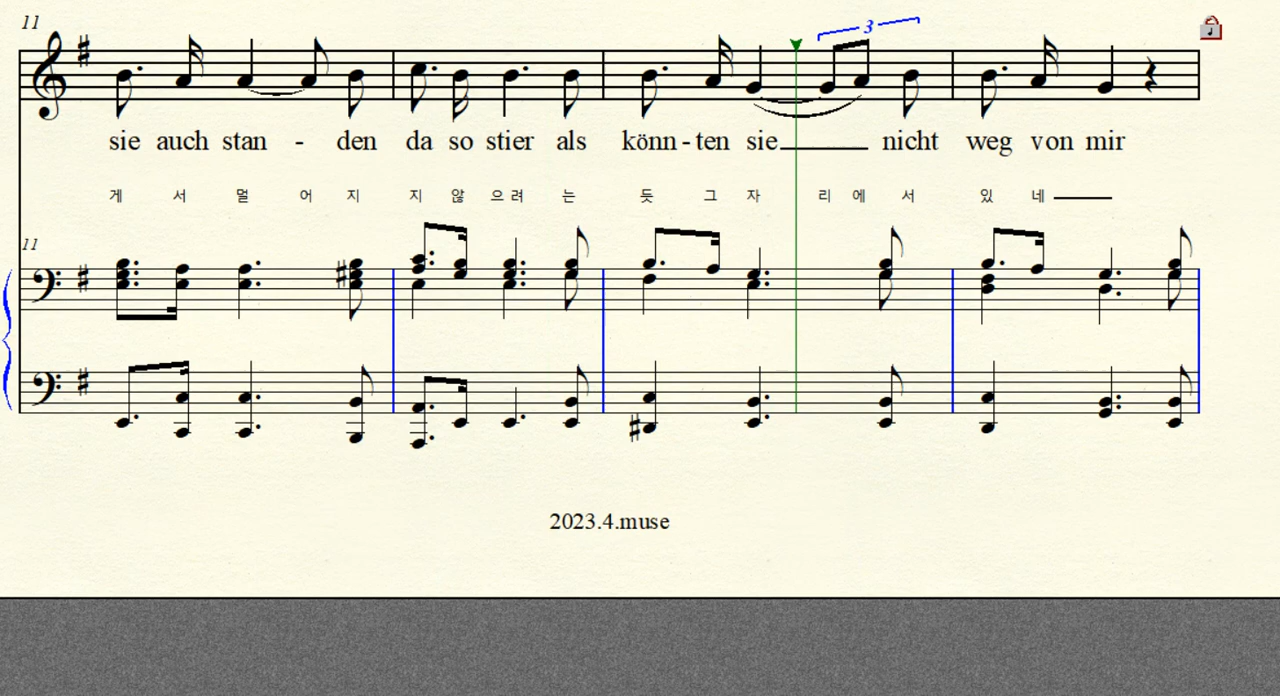 11
3
sie auch stan - den da so stier als könn - ten sie nicht weg von mir
게 서 멀 어 지 지 않 으 려 는 듯 그 자 리 에 서 있 네
11
2023.4.muse